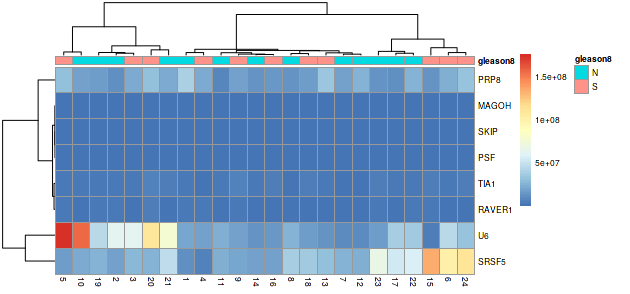 gleason8
gleason8
PRP8
MAGOH
SKIP
PSF
TIA1
RAVER1
U6
SRSF5
1.5e+08
1e+08
5e+07
N
S
5 10 19 2 3 20 21 1 4 11 9 14 16 8 18 13 7 12 23 17 22 15 6 24